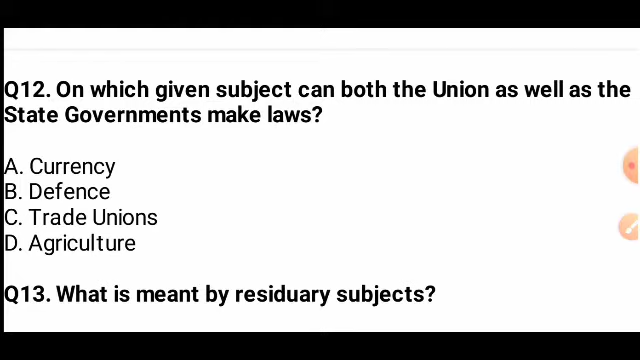 Q12. On which given subject can both the Union as well as the
State Governments make laws?
A. Currency
B. Defence
C. Trade Unions
D. Agriculture
Q13. What is meant by residuary subjects?